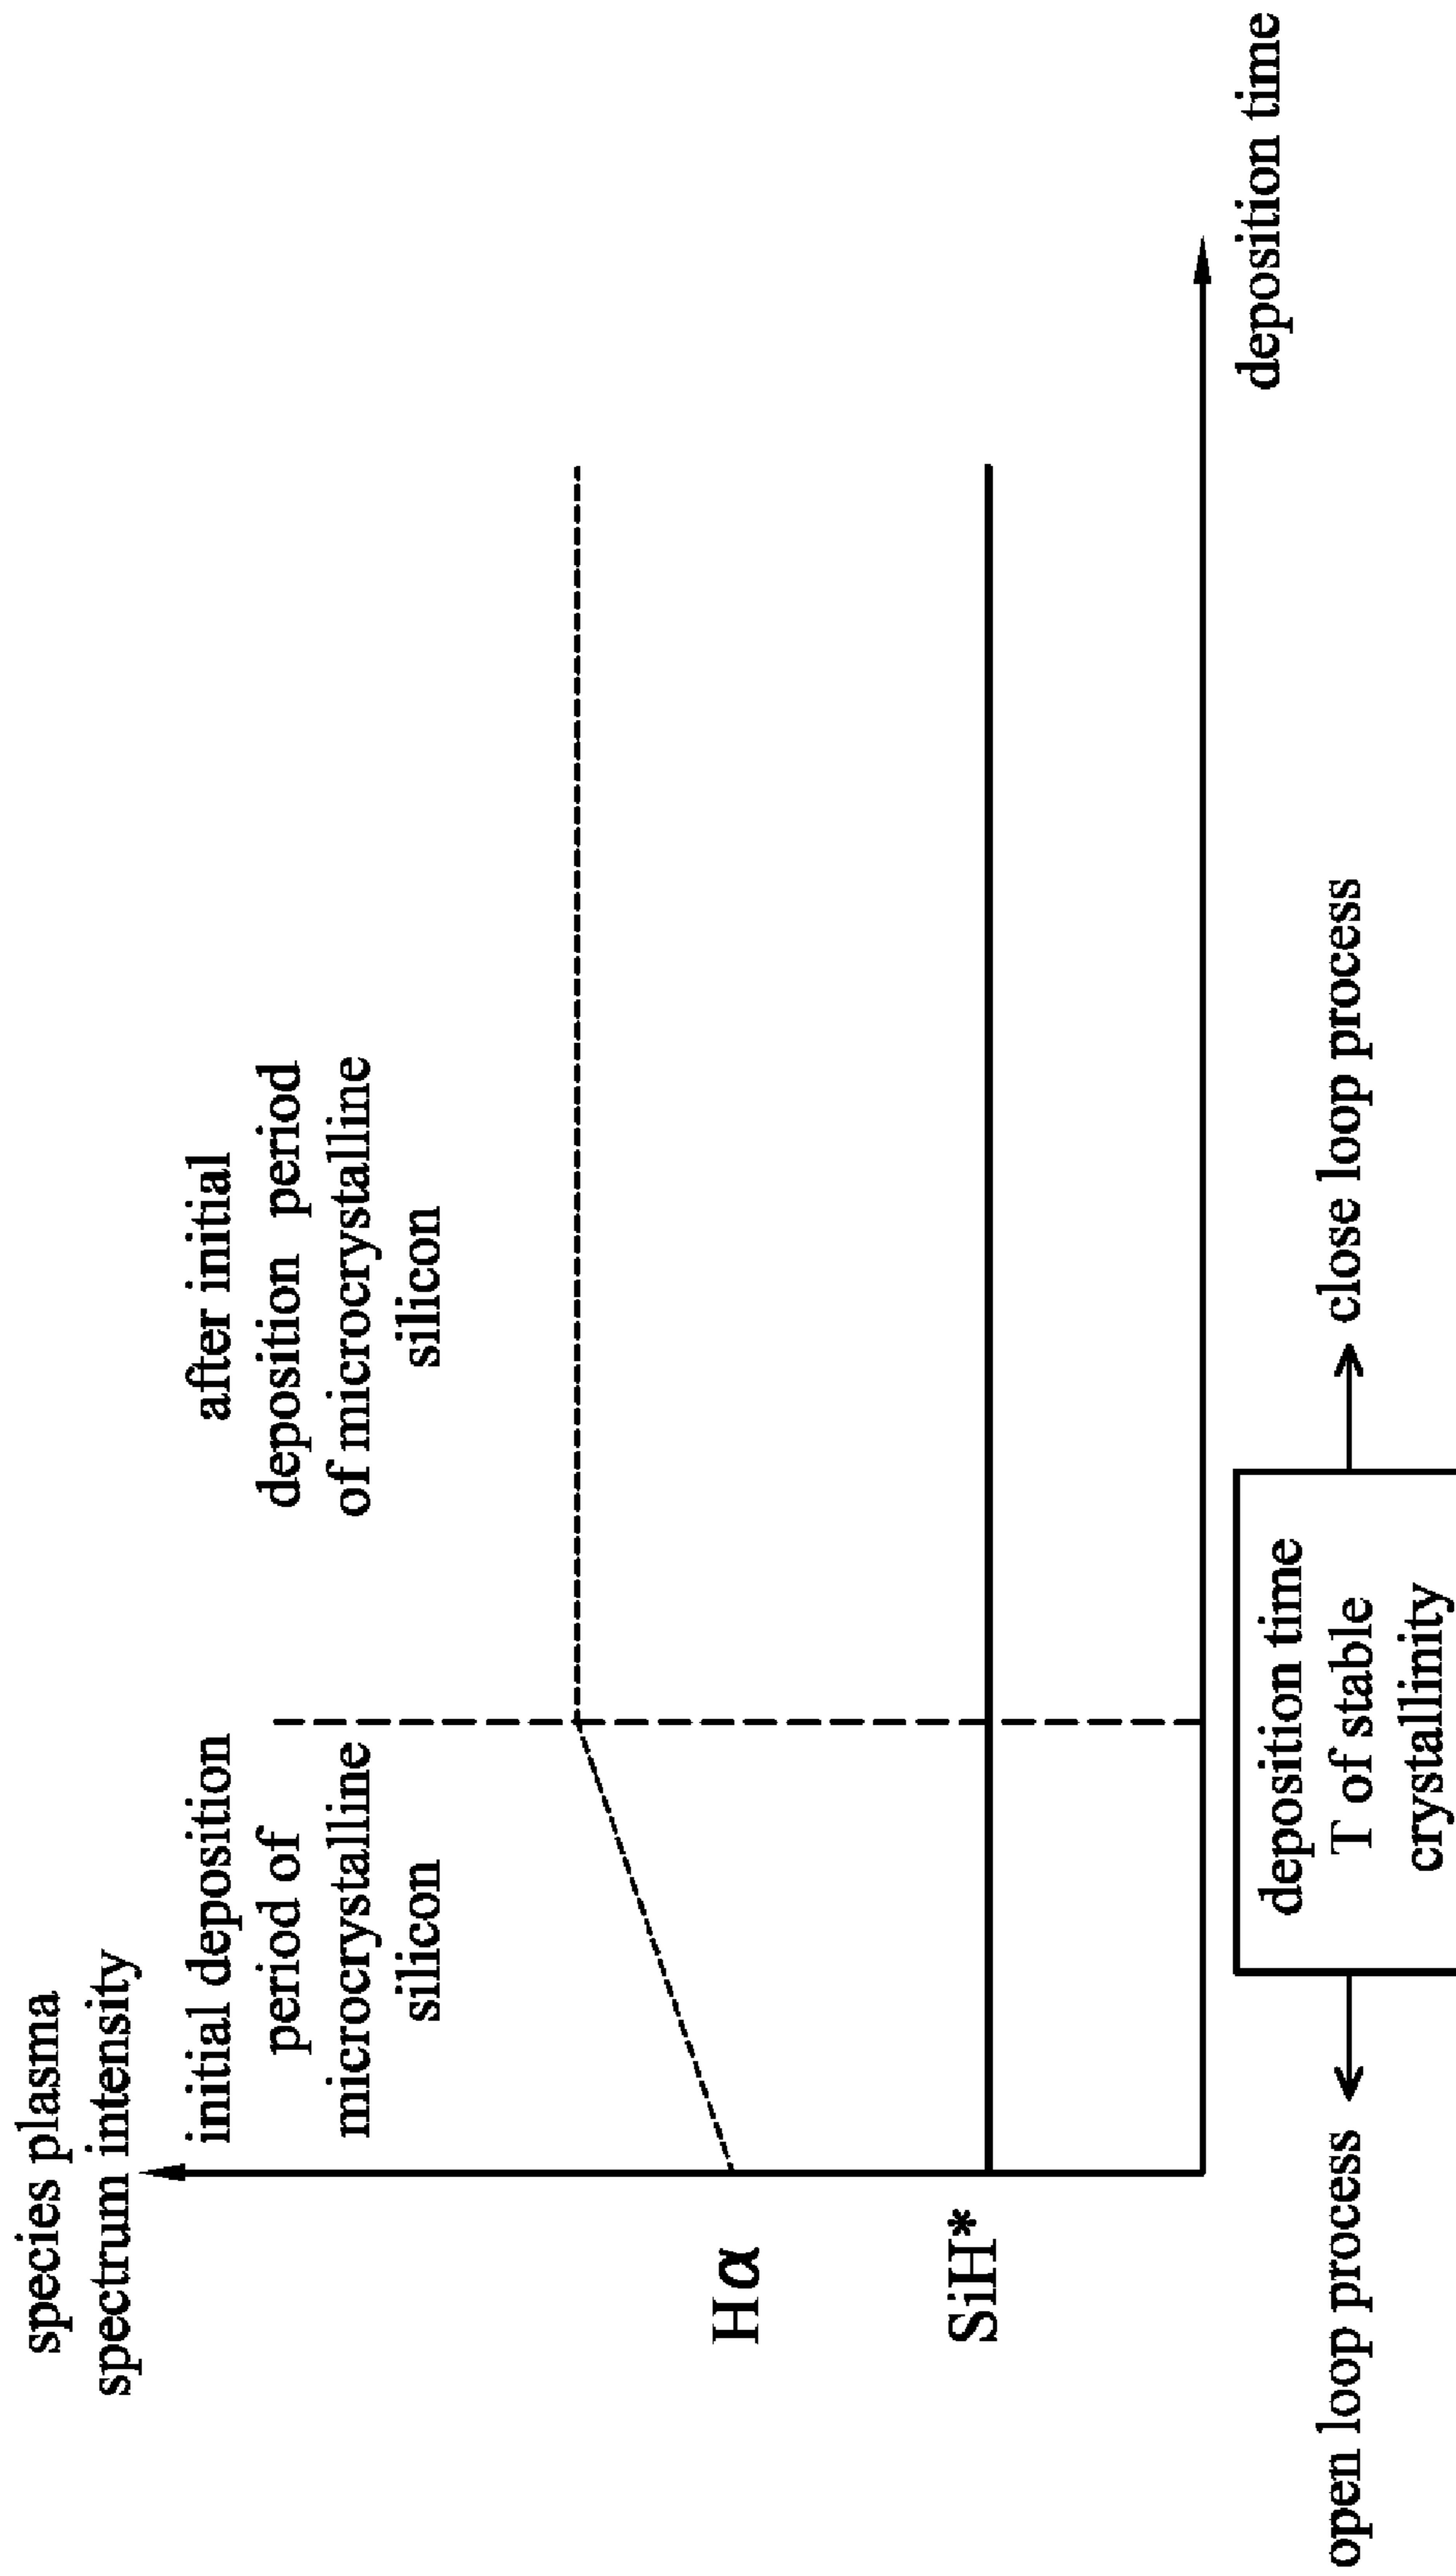 species plasma
spectrum intensity
initial deposition
period of
microcrystalline
silicon
after initial
deposition period
of microcrystalline
silicon
Hα
SiH*
deposition time
open loop process
deposition time
T of stable
crystallinity
close loop process